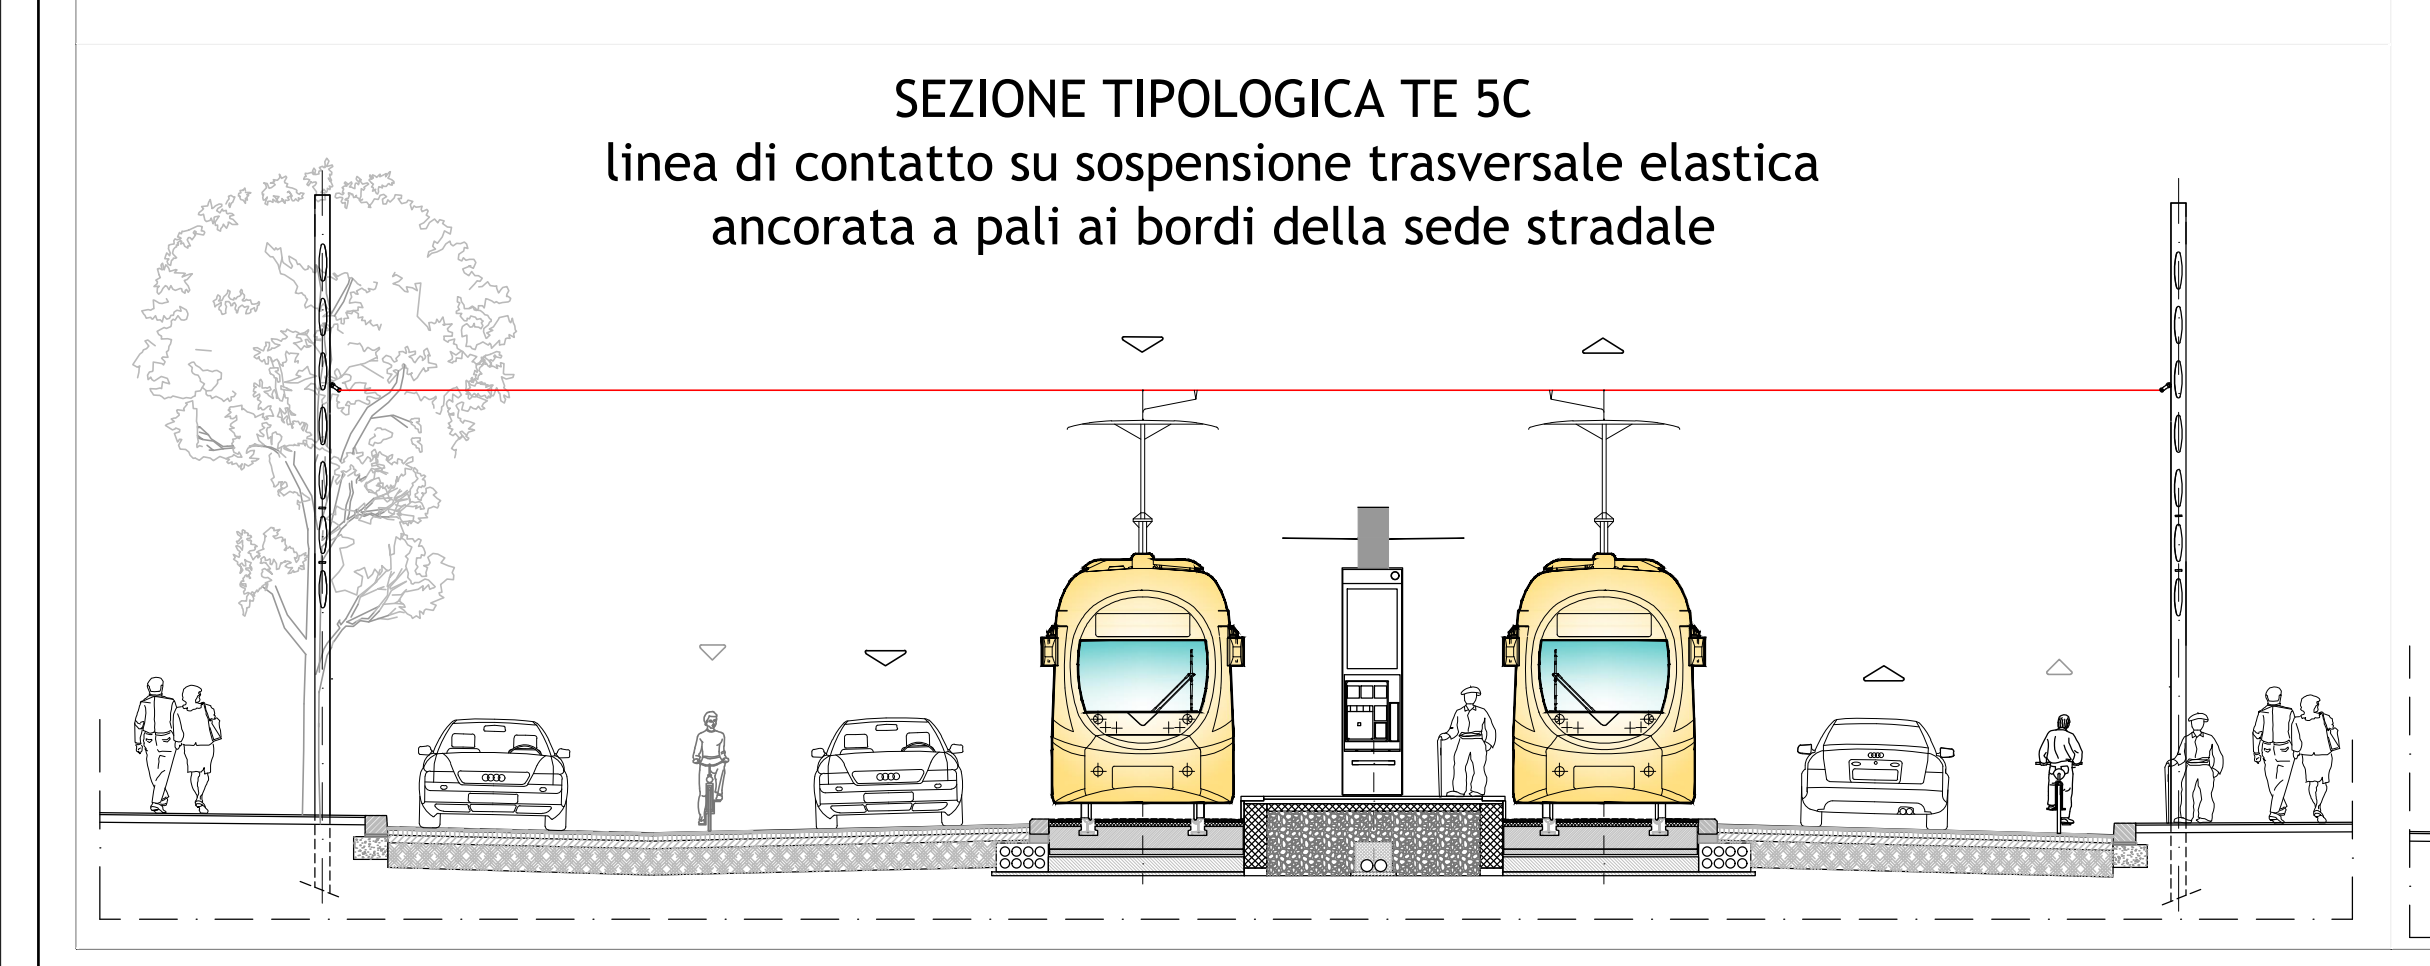 SEZIONE TIPOLOGICA TE 5C
linea di contatto su sospensione trasversale elastica
ancorata a pali ai bordi della sede stradale